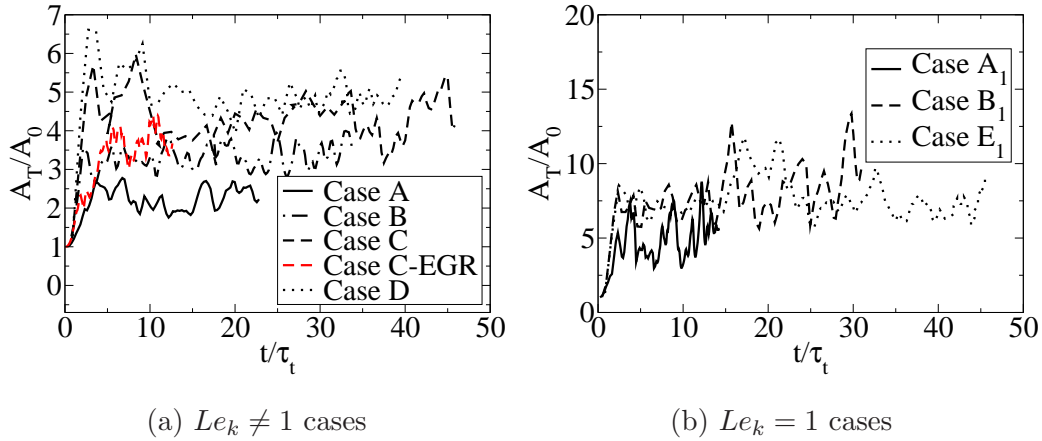 7
6
5
4
3
2
1
0
A_T/A_0
0 10 20 30 40 50
t/τ_t
Case A
Case B
Case C
Case C-EGR
Case D
(a) Le_k ≠ 1 cases
20
15
10
5
0
A_T/A_0
0 10 20 30 40 50
t/τ_t
Case A_1
Case B_1
Case E_1
(b) Le_k = 1 cases